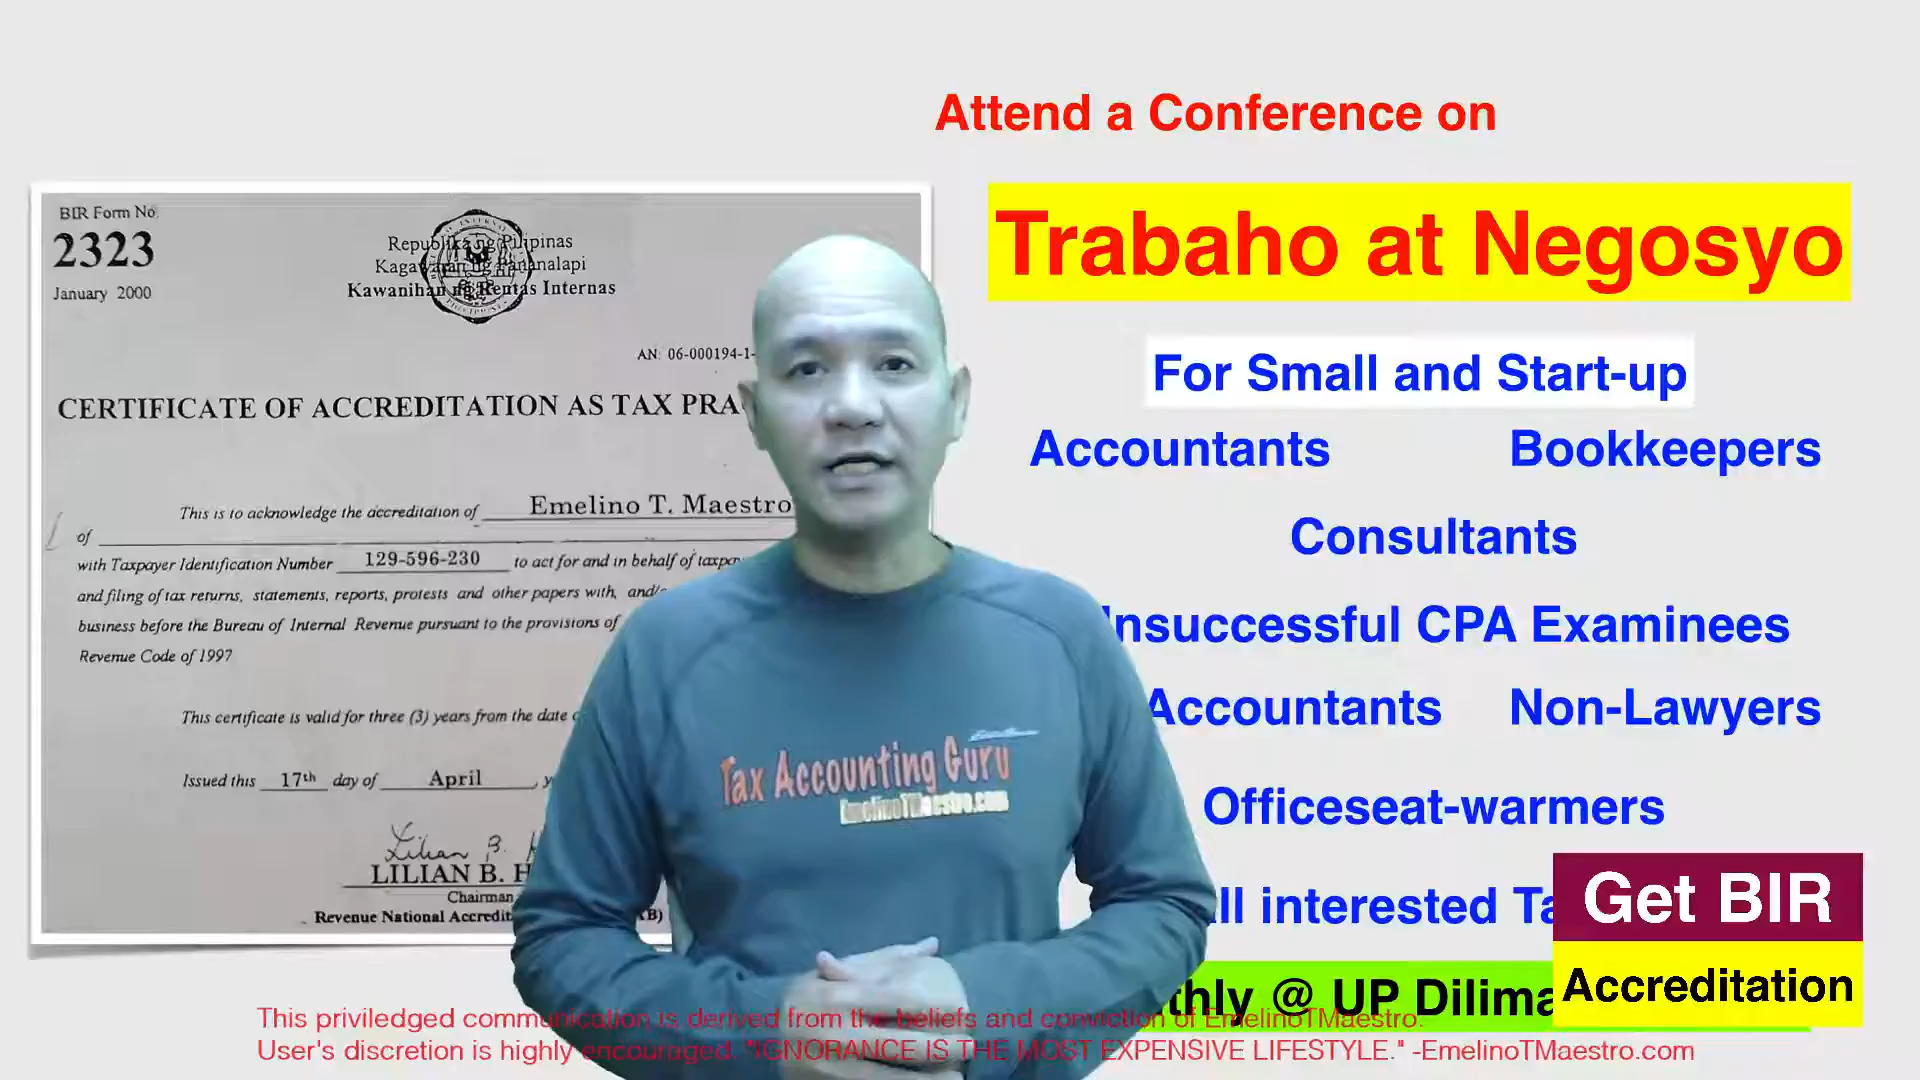 Attend a Conference on
Trabaho at Negosyo
For Small and Start-up
Accountants Bookkeepers
Consultants
nsuccessful CPA Examinees
Accountants Non-Lawyers
Officeseat-warmers
ll interested Ta
thly @ UP Dilima
Get BIR
Accreditation
BIR Form No.
2323
January 2000
Republika ng Pilipinas
Kagawaran ng Pananalapi
Kawanihan ng Rentas Internas
AN: 06-000194-1-
CERTIFICATE OF ACCREDITATION AS TAX PRA
This is to acknowledge the accreditation of Emelino T. Maestro
of
with Taxpayer Identification Number 129-596-230 to act for and in behalf of taxpa
and filing of tax returns, statements, reports, protests and other papers with, and/
business before the Bureau of Internal Revenue pursuant to the provisions of
Revenue Code of 1997
This certificate is valid for three (3) years from the date
Issued this 17th day of April, y
Lilian B. H
LILIAN B. H
Chairman
Revenue National Accredit B)
Tax Accounting Guru
EmelinoTMaestro.com
This priviledged communication is derived from the beliefs and conviction of EmelinoTMaestro.
User's discretion is highly encouraged. "IGNORANCE IS THE MOST EXPENSIVE LIFESTYLE." -EmelinoTMaestro.com